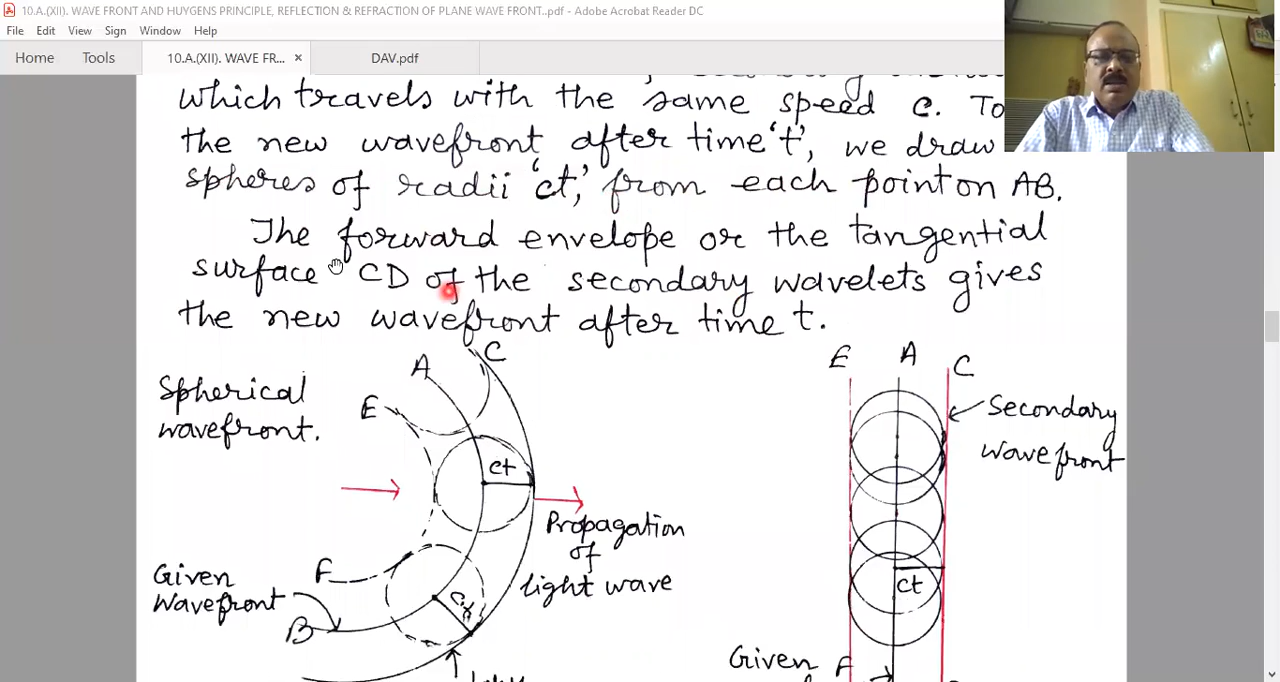 10.A.(XII). WAVE FRONT AND HUYGENS PRINCIPLE, REFLECTION & REFRACTION OF PLANE WAVE FRONT..pdf - Adobe Acrobat Reader DC
File Edit View Sign Window Help
Home Tools 10.A.(XII). WAVE FR... × DAV.pdf
which travels with the same speed c. To
the new wavefront after time 't', we draw
spheres of radii 'ct,' from each point on AB.
The forward envelope or the tangential
surface CD of the secondary wavelets gives
the new wavefront after time t.
Spherical
wavefront.
A
C
E
ct
Propagation
of
light wave
F
Given
Wavefront
B
ct
E A C
Secondary
wavefront
ct
Given
F